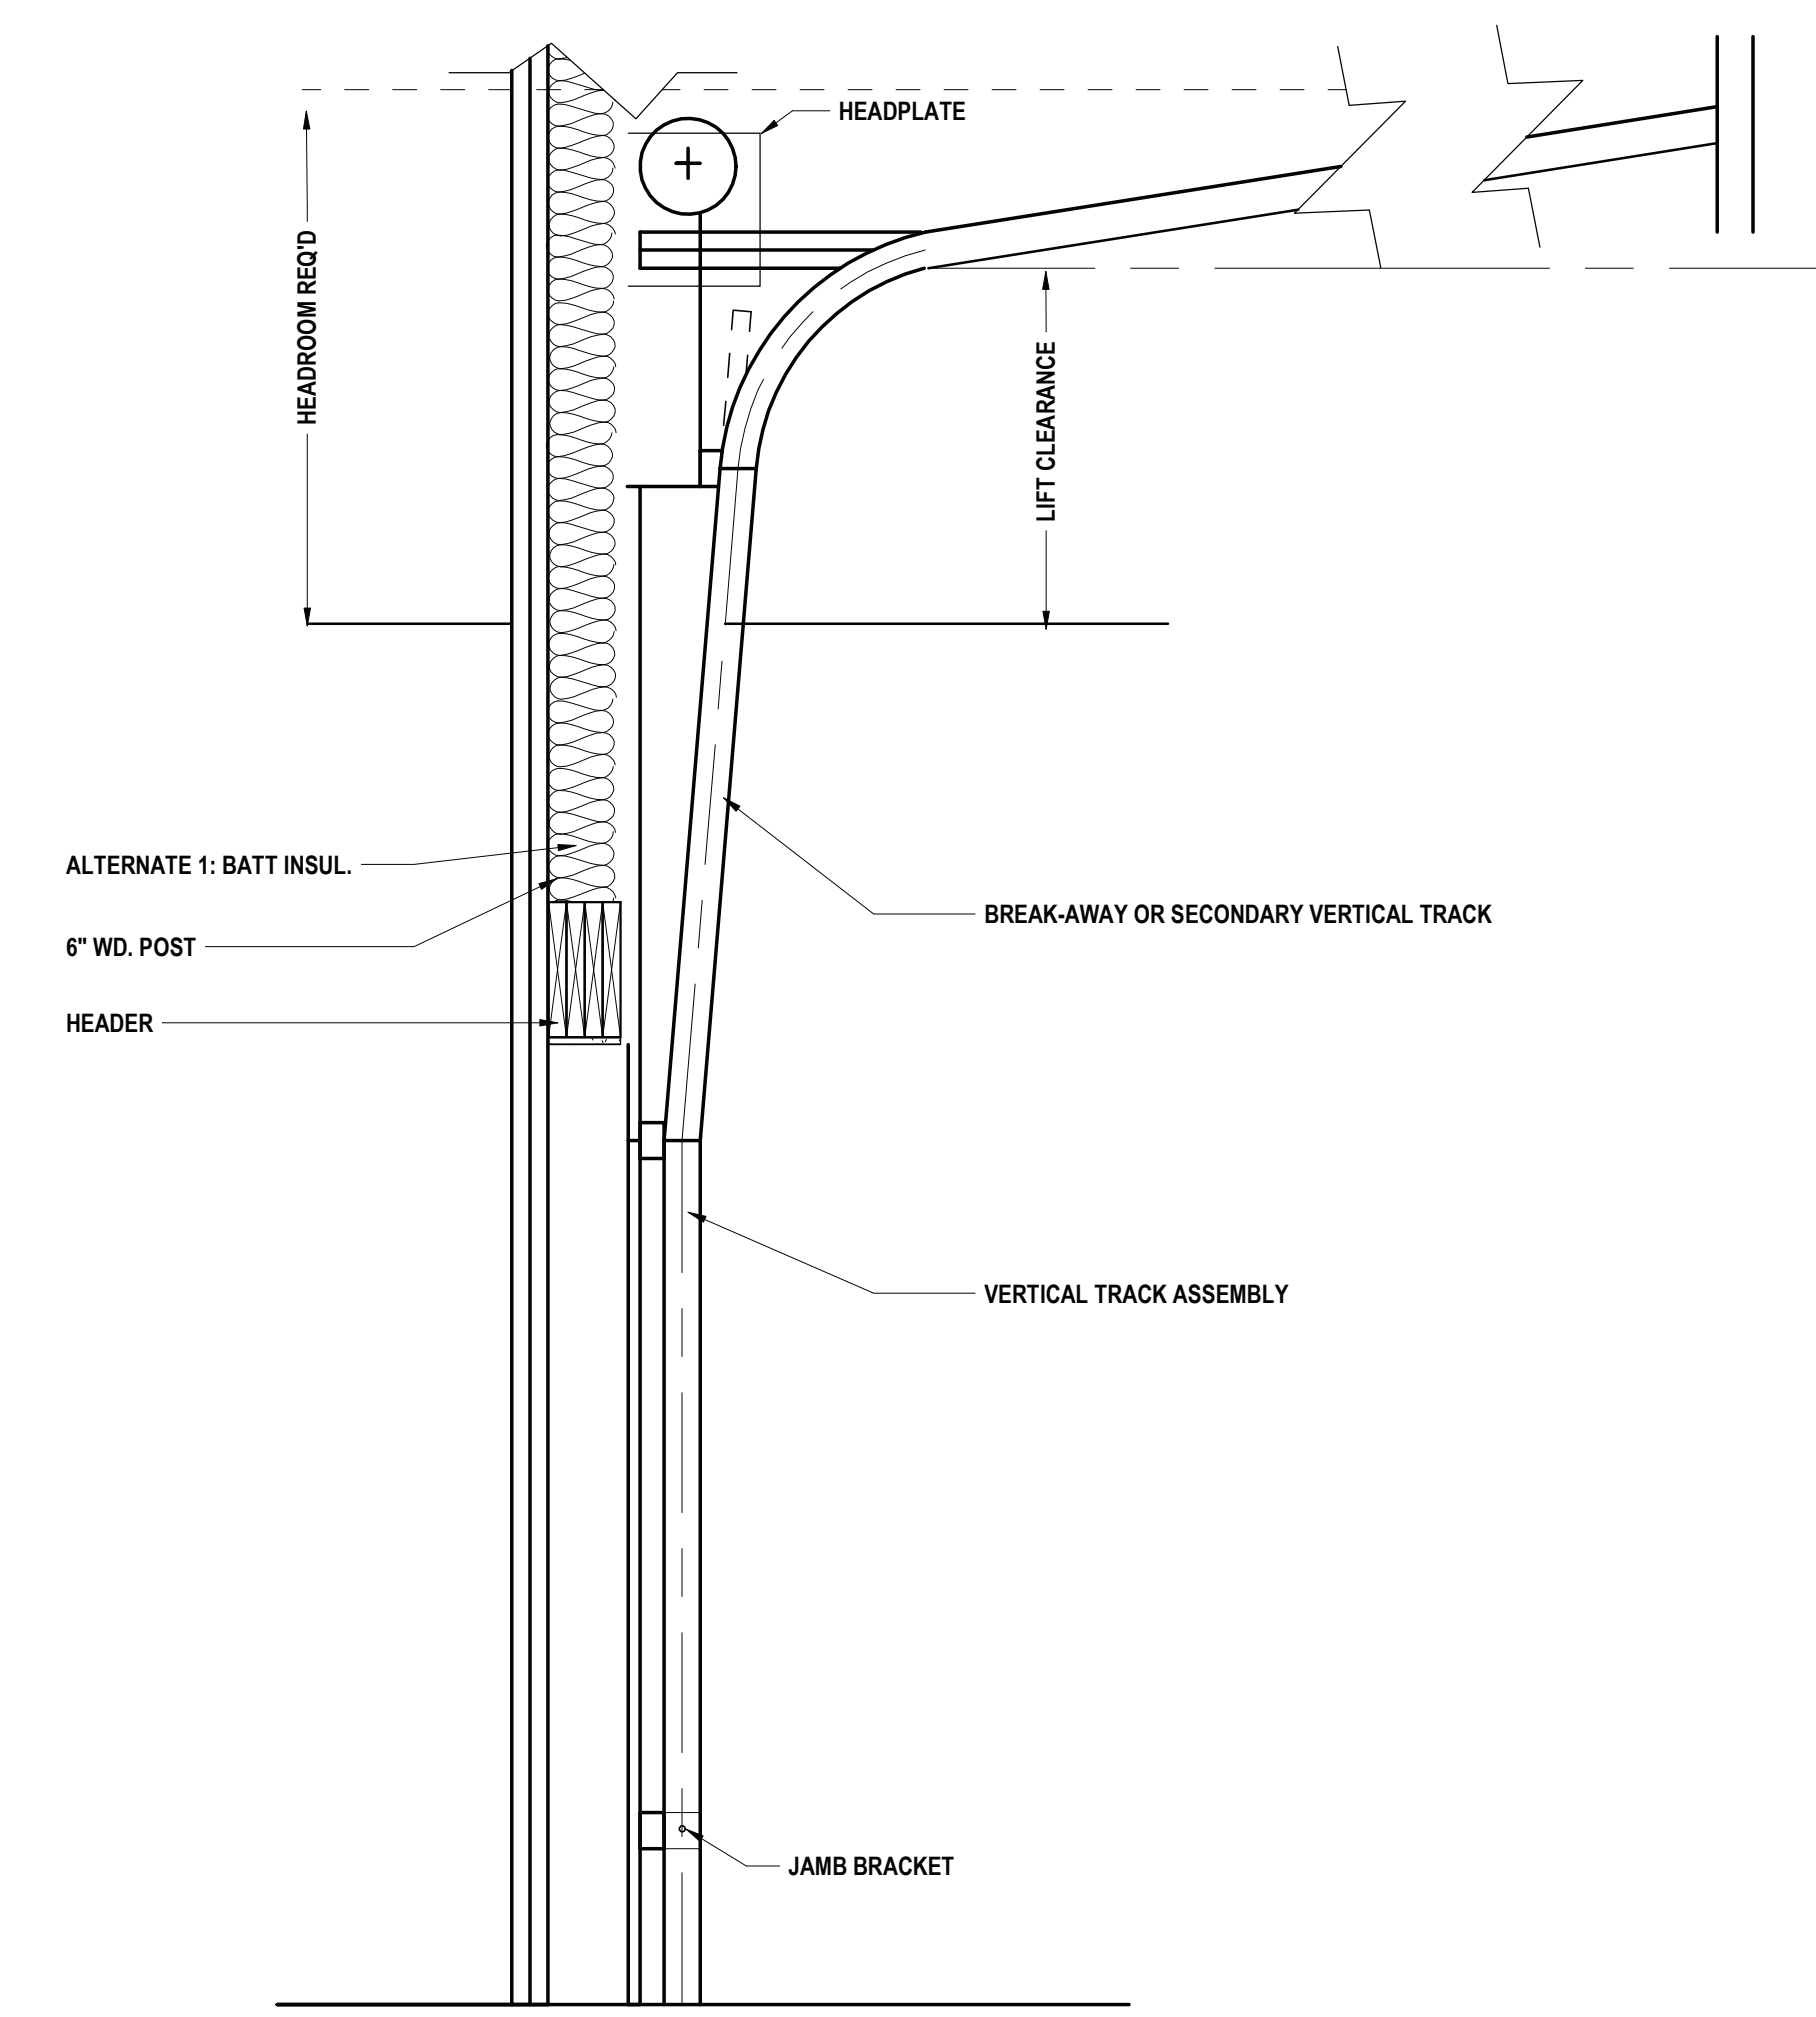 HEADPLATE
HEADROOM REQ'D
LIFT CLEARANCE
ALTERNATE 1: BATT INSUL.
BREAK-AWAY OR SECONDARY VERTICAL TRACK
6" WD. POST
HEADER
VERTICAL TRACK ASSEMBLY
JAMB BRACKET